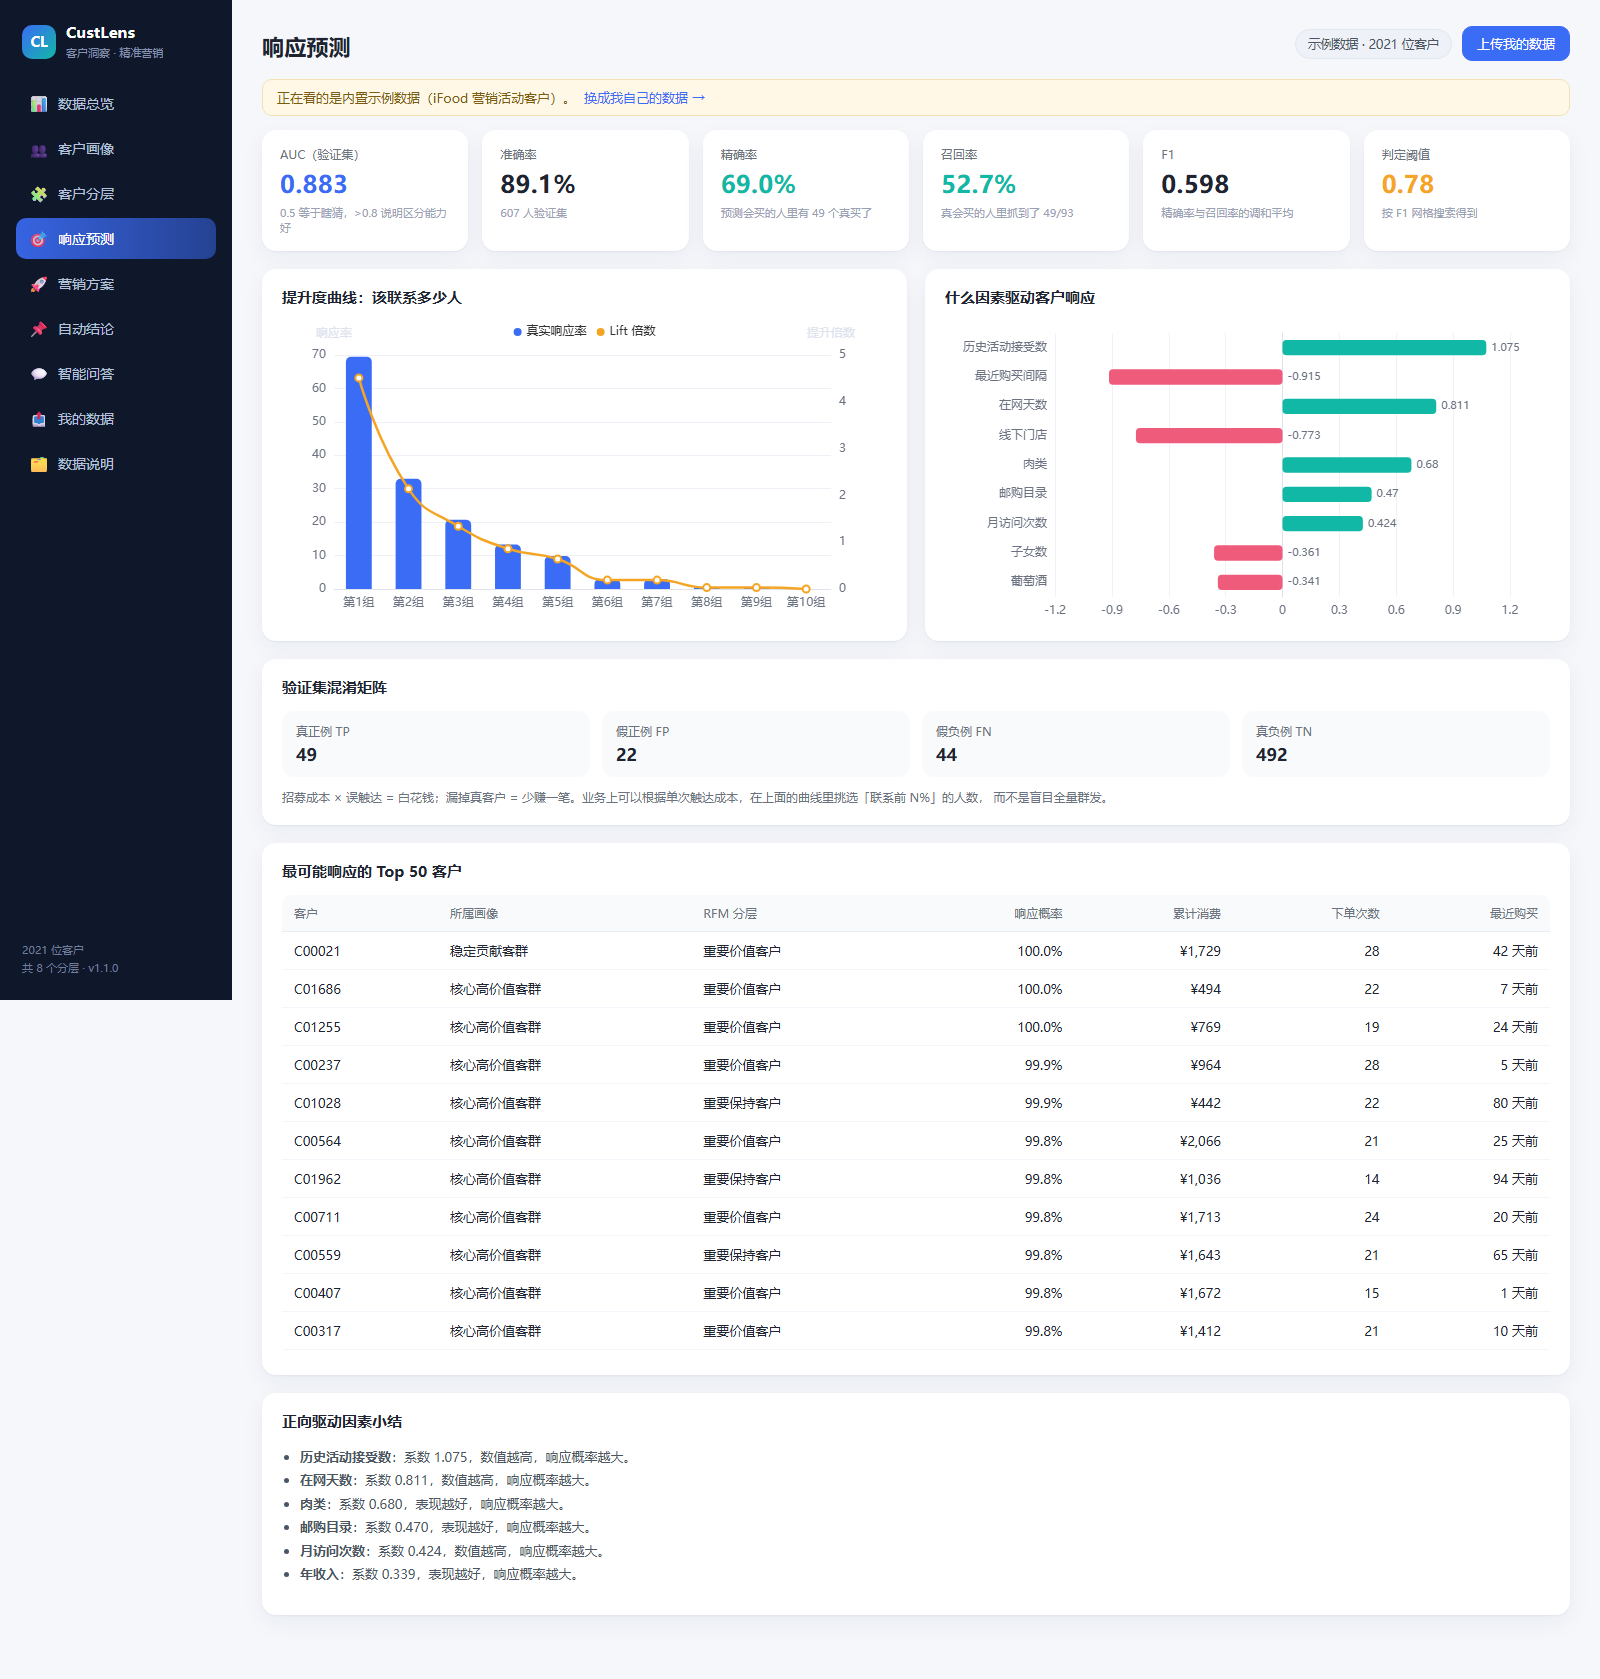 CL
CustLens
客户洞察 · 精准营销
数据总览
客户画像
客户分层
响应预测
营销方案
自动结论
智能问答
我的数据
数据说明
2021 位客户
共 8 个分层 · v1.1.0
响应预测
示例数据 · 2021 位客户
上传我的数据
正在看的是内置示例数据（iFood 营销活动客户）。 换成我自己的数据 →
AUC（验证集）
0.883
0.5 等于瞎猜，>0.8 说明区分能力
好
准确率
89.1%
607 人验证集
精确率
69.0%
预测会买的人里有 49 个真买了
召回率
52.7%
真会买的人里抓到了 49/93
F1
0.598
精确率与召回率的调和平均
判定阈值
0.78
按 F1 网格搜索得到
提升度曲线：该联系多少人
响应率
真实响应率 Lift 倍数
提升倍数
70
60
50
40
30
20
10
0
5
4
3
2
1
0
第1组 第2组 第3组 第4组 第5组 第6组 第7组 第8组 第9组 第10组
什么因素驱动客户响应
历史活动接受数 1.075
最近购买间隔 -0.915
在网天数 0.811
线下门店 -0.773
肉类 0.68
邮购目录 0.47
月访问次数 0.424
子女数 -0.361
葡萄酒 -0.341
-1.2 -0.9 -0.6 -0.3 0 0.3 0.6 0.9 1.2
验证集混淆矩阵
真正例 TP
49
假正例 FP
22
假负例 FN
44
真负例 TN
492
招募成本 × 误触达 = 白花钱；漏掉真客户 = 少赚一笔。业务上可以根据单次触达成本，在上面的曲线里挑选「联系前 N%」的人数， 而不是盲目全量群发。
最可能响应的 Top 50 客户
客户 所属画像 RFM 分层 响应概率 累计消费 下单次数 最近购买
C00021 稳定贡献客群 重要价值客户 100.0% ¥1,729 28 42 天前
C01686 核心高价值客群 重要价值客户 100.0% ¥494 22 7 天前
C01255 核心高价值客群 重要价值客户 100.0% ¥769 19 24 天前
C00237 核心高价值客群 重要价值客户 99.9% ¥964 28 5 天前
C01028 核心高价值客群 重要保持客户 99.9% ¥442 22 80 天前
C00564 核心高价值客群 重要价值客户 99.8% ¥2,066 21 25 天前
C01962 核心高价值客群 重要保持客户 99.8% ¥1,036 14 94 天前
C00711 核心高价值客群 重要价值客户 99.8% ¥1,713 24 20 天前
C00559 核心高价值客群 重要保持客户 99.8% ¥1,643 21 65 天前
C00407 核心高价值客群 重要价值客户 99.8% ¥1,672 15 1 天前
C00317 核心高价值客群 重要价值客户 99.8% ¥1,412 21 10 天前
正向驱动因素小结
历史活动接受数：系数 1.075，数值越高，响应概率越大。
在网天数：系数 0.811，数值越高，响应概率越大。
肉类：系数 0.680，表现越好，响应概率越大。
邮购目录：系数 0.470，表现越好，响应概率越大。
月访问次数：系数 0.424，数值越高，响应概率越大。
年收入：系数 0.339，表现越好，响应概率越大。